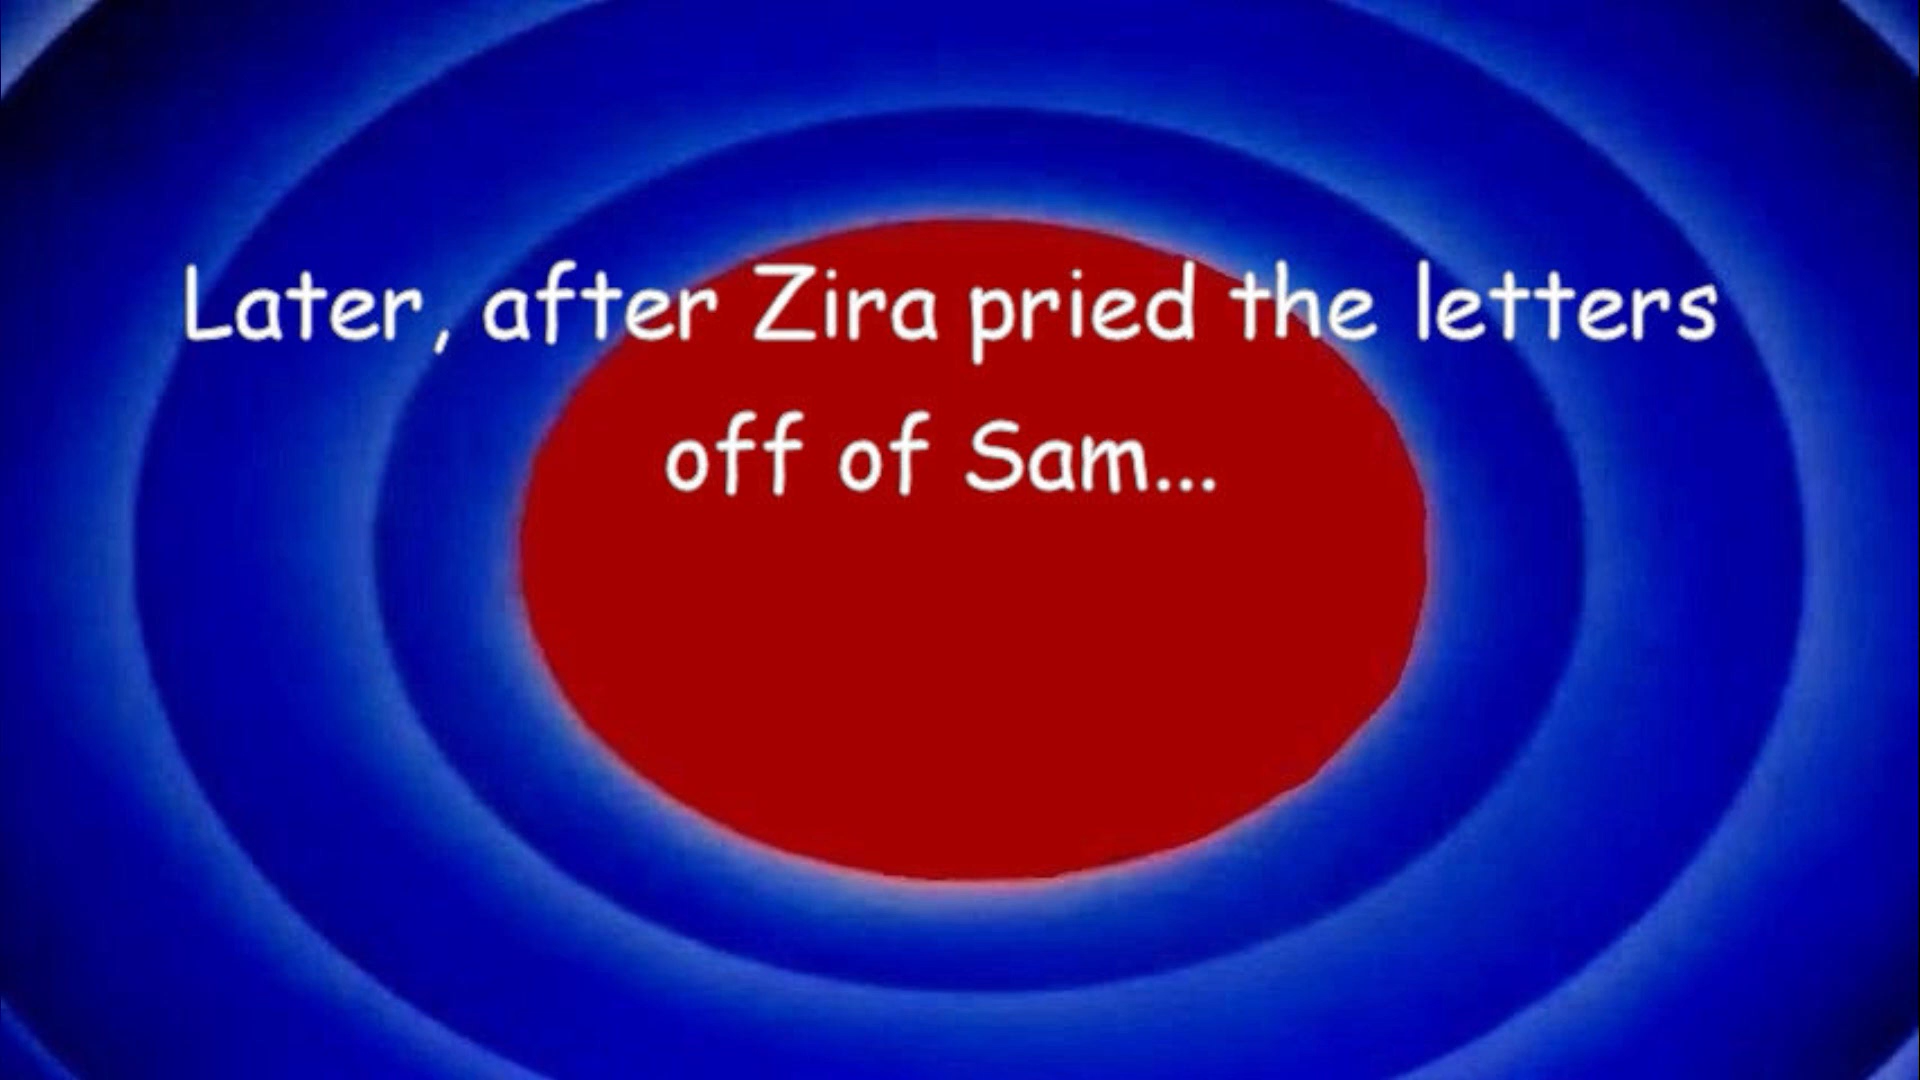 Later, after Zira pried the letters
off of Sam...